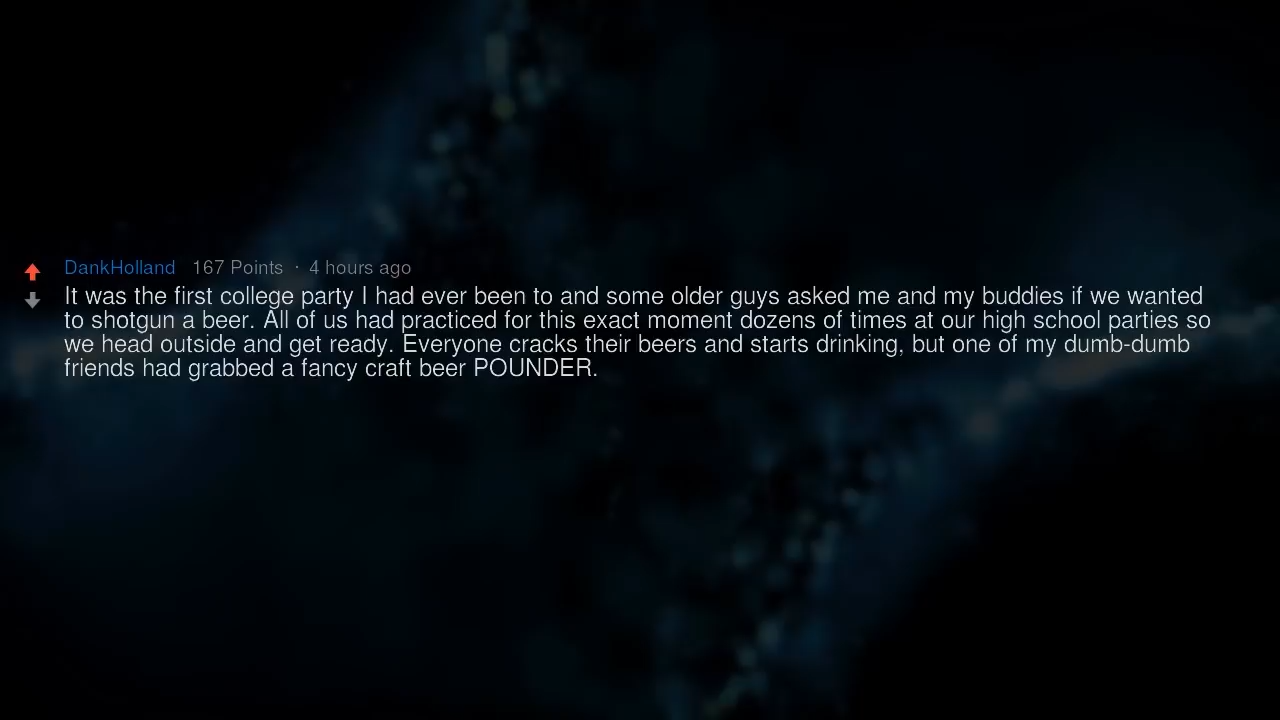 DankHolland 167 Points · 4 hours ago
It was the first college party I had ever been to and some older guys asked me and my buddies if we wanted
to shotgun a beer. All of us had practiced for this exact moment dozens of times at our high school parties so
we head outside and get ready. Everyone cracks their beers and starts drinking, but one of my dumb-dumb
friends had grabbed a fancy craft beer POUNDER.